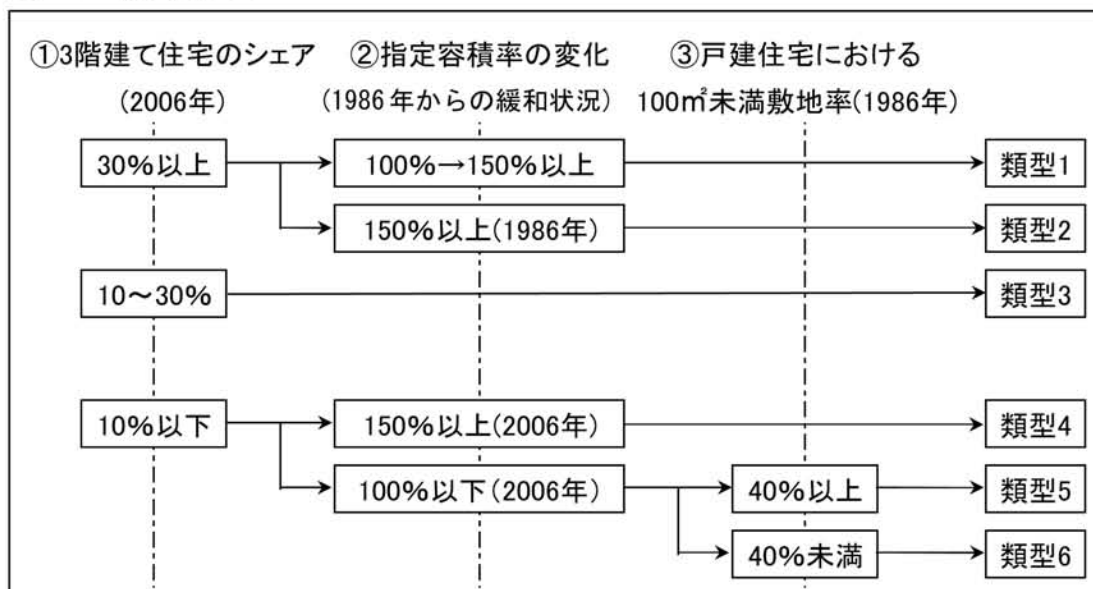 ①3階建て住宅のシェア ②指定容積率の変化 ③戸建住宅における
(2006年) (1986年からの緩和状況) 100㎡未満敷地率(1986年)
30%以上 100%→150%以上 類型1
150%以上(1986年) 類型2
10～30% 類型3
10%以下 150%以上(2006年) 類型4
100%以下(2006年) 40%以上 類型5
40%未満 類型6